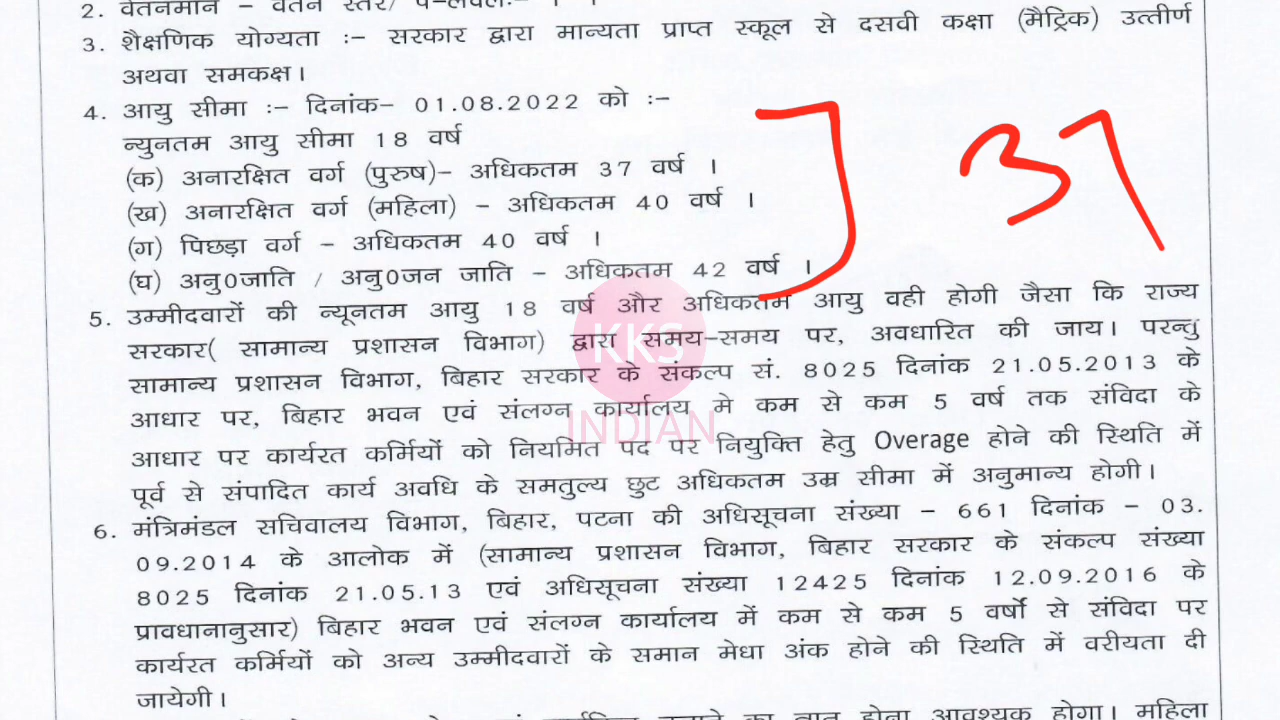 2. वेतनमान – वेतन स्तर/
3. शैक्षणिक योग्यता :– सरकार द्वारा मान्यता प्राप्त स्कूल से दसवी कक्षा (मैट्रिक) उत्तीर्ण
अथवा समकक्ष।
4. आयु सीमा :– दिनांक– 01.08.2022 को :–
न्युनतम आयु सीमा 18 वर्ष
(क) अनारक्षित वर्ग (पुरुष)– अधिकतम 37 वर्ष ।
(ख) अनारक्षित वर्ग (महिला) – अधिकतम 40 वर्ष ।
(ग) पिछड़ा वर्ग – अधिकतम 40 वर्ष ।
(घ) अनु0जाति / अनु0जन जाति – अधिकतम 42 वर्ष ।
37
5. उम्मीदवारों की न्यूनतम आयु 18 वर्ष और अधिकतम आयु वही होगी जैसा कि राज्य
सरकार( सामान्य प्रशासन विभाग) द्वारा समय–समय पर, अवधारित की जाय। परन्तु
सामान्य प्रशासन विभाग, बिहार सरकार के संकल्प सं. 8025 दिनांक 21.05.2013 के
आधार पर, बिहार भवन एवं संलग्न कार्यालय मे कम से कम 5 वर्ष तक संविदा के
आधार पर कार्यरत कर्मियों को नियमित पद पर नियुक्ति हेतु Overage होने की स्थिति में
पूर्व से संपादित कार्य अवधि के समतुल्य छुट अधिकतम उम्र सीमा में अनुमान्य होगी।
KKS
INDIAN
6. मंत्रिमंडल सचिवालय विभाग, बिहार, पटना की अधिसूचना संख्या – 661 दिनांक – 03.
09.2014 के आलोक में (सामान्य प्रशासन विभाग, बिहार सरकार के संकल्प संख्या
8025 दिनांक 21.05.13 एवं अधिसूचना संख्या 12425 दिनांक 12.09.2016 के
प्रावधानानुसार) बिहार भवन एवं संलग्न कार्यालय में कम से कम 5 वर्षों से संविदा पर
कार्यरत कर्मियों को अन्य उम्मीदवारों के समान मेधा अंक होने की स्थिति में वरीयता दी
जायेगी।
का ज्ञान होना आवश्यक होगा। महिला